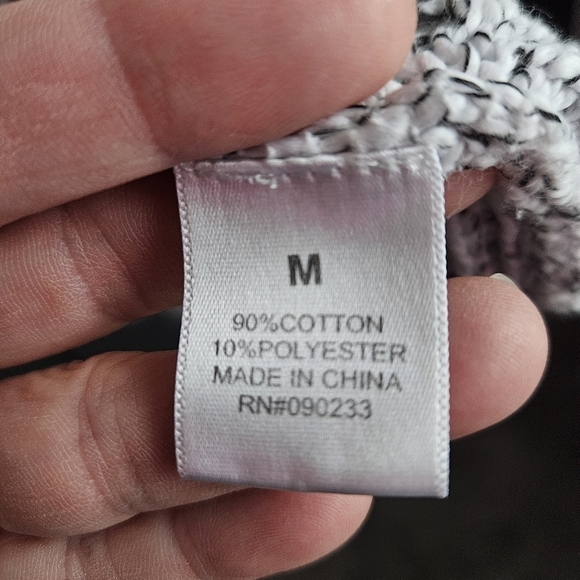 M
90%COTTON
10%POLYESTER
MADE IN CHINA
RN#090233